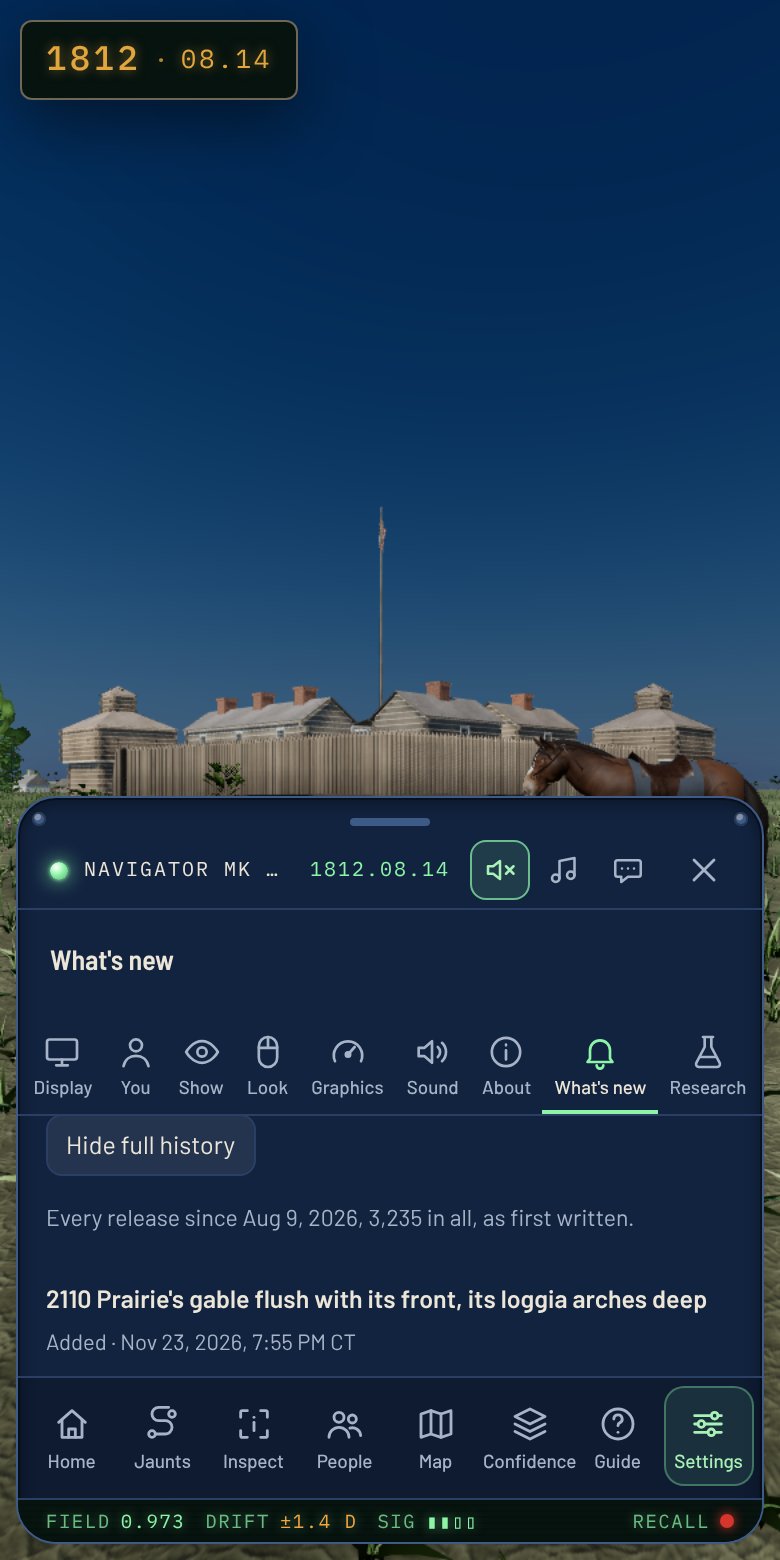 1812 · 08.14
NAVIGATOR MK … 1812.08.14
What's new
Display You Show Look Graphics Sound About What's new Research
Hide full history
Every release since Aug 9, 2026, 3,235 in all, as first written.
2110 Prairie's gable flush with its front, its loggia arches deep
Added · Nov 23, 2026, 7:55 PM CT
Home Jaunts Inspect People Map Confidence Guide Settings
FIELD 0.973 DRIFT ±1.4 D SIG RECALL